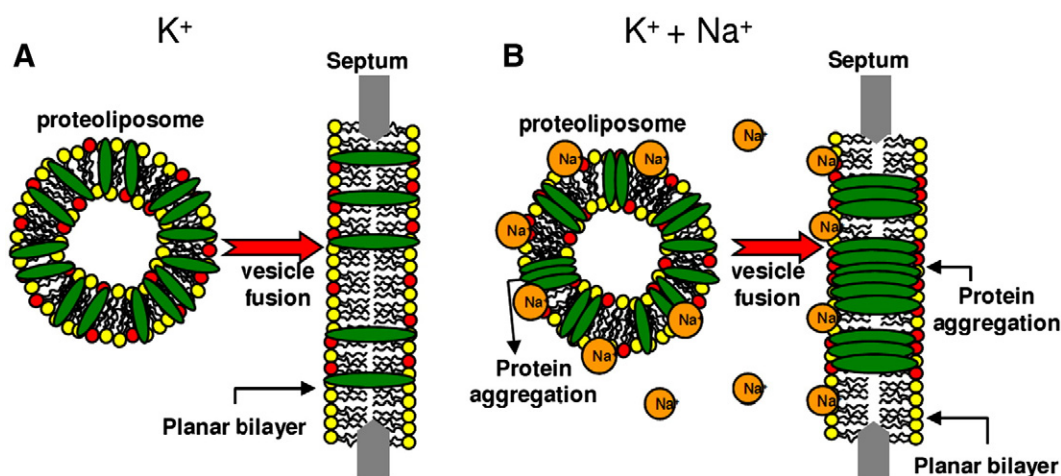 K⁺
A
Septum
proteoliposome
vesicle
fusion
Planar bilayer
K⁺ + Na⁺
B
Septum
proteoliposome
Na⁺
Na⁺
Na⁺
Na⁺
Na⁺
Na⁺
Na⁺
Na⁺
Na⁺
Na⁺
Na
Na
Na
Na
vesicle
fusion
Protein
aggregation
Protein
aggregation
Planar bilayer